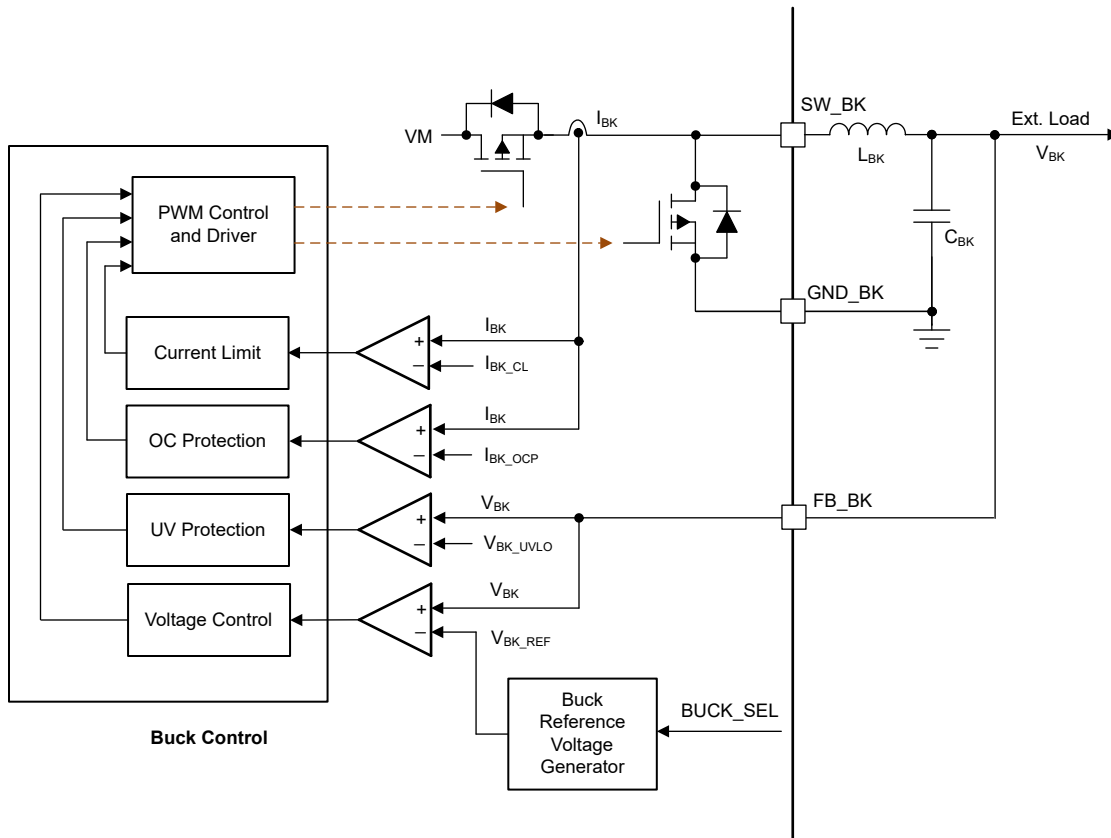 SW_BK
I_BK
Ext. Load
VM
L_BK
V_BK
PWM Control
and Driver
C_BK
GND_BK
I_BK
+
Current Limit
−
I_BK_CL
I_BK
+
OC Protection
−
I_BK_OCP
V_BK
FB_BK
+
UV Protection
−
V_BK_UVLO
V_BK
+
Voltage Control
−
V_BK_REF
Buck
Reference
Voltage
Generator
BUCK_SEL
Buck Control